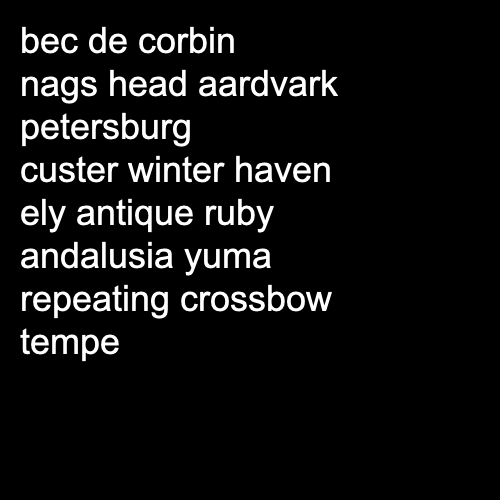 bec de corbin
nags head aardvark
petersburg
custer winter haven
ely antique ruby
andalusia yuma
repeating crossbow
tempe